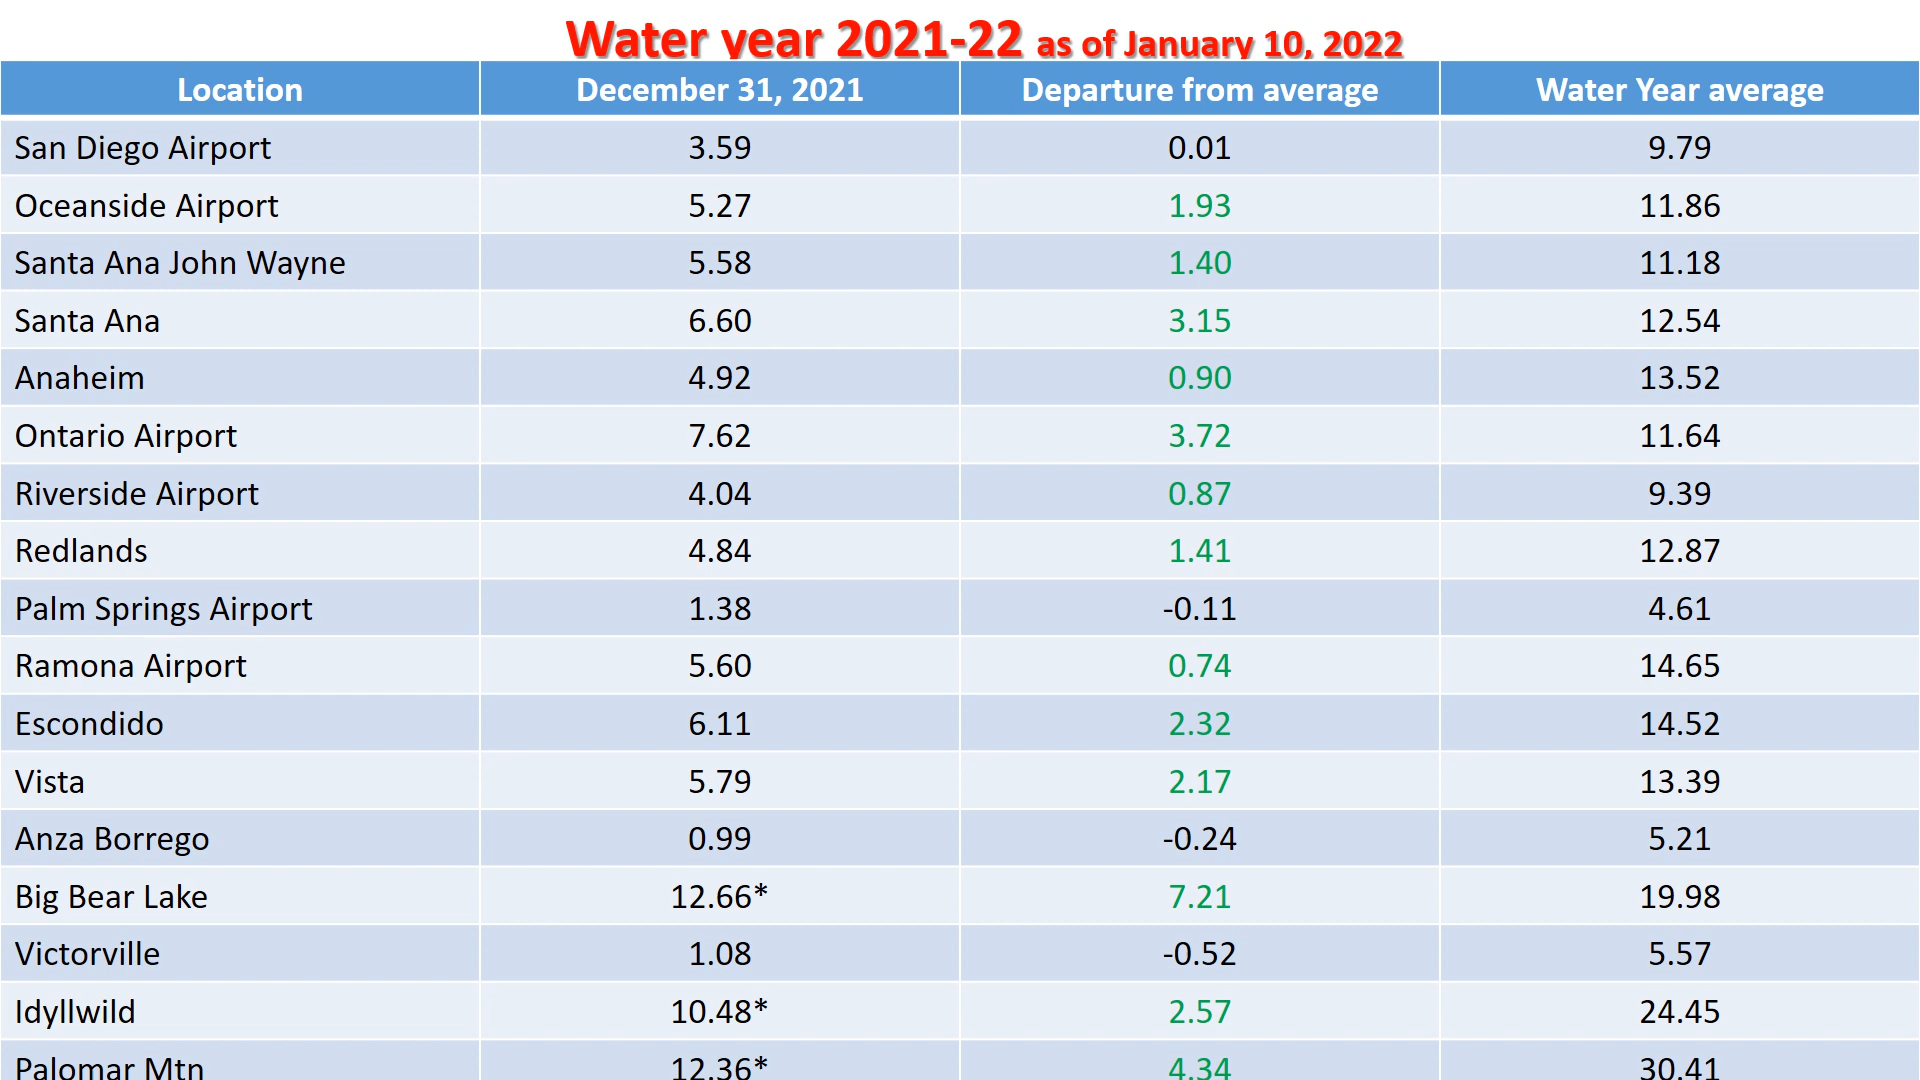 Water year 2021-22 as of January 10, 2022
Location December 31, 2021 Departure from average Water Year average
San Diego Airport 3.59 0.01 9.79
Oceanside Airport 5.27 1.93 11.86
Santa Ana John Wayne 5.58 1.40 11.18
Santa Ana 6.60 3.15 12.54
Anaheim 4.92 0.90 13.52
Ontario Airport 7.62 3.72 11.64
Riverside Airport 4.04 0.87 9.39
Redlands 4.84 1.41 12.87
Palm Springs Airport 1.38 -0.11 4.61
Ramona Airport 5.60 0.74 14.65
Escondido 6.11 2.32 14.52
Vista 5.79 2.17 13.39
Anza Borrego 0.99 -0.24 5.21
Big Bear Lake 12.66* 7.21 19.98
Victorville 1.08 -0.52 5.57
Idyllwild 10.48* 2.57 24.45
Palomar Mtn 12.36* 4.34 30.41